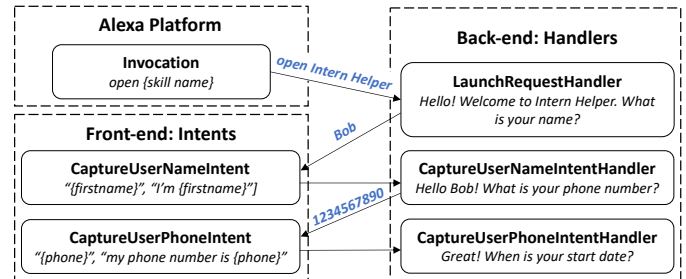 Alexa Platform
Invocation
open {skill name}
open Intern Helper
Back-end: Handlers
LaunchRequestHandler
Hello! Welcome to Intern Helper. What
is your name?
Bob
Front-end: Intents
CaptureUserNameIntent
“{firstname}”, “I’m {firstname}”]
CaptureUserNameIntentHandler
Hello Bob! What is your phone number?
1234567890
CaptureUserPhoneIntent
“{phone}”, “my phone number is {phone}”
CaptureUserPhoneIntentHandler
Great! When is your start date?